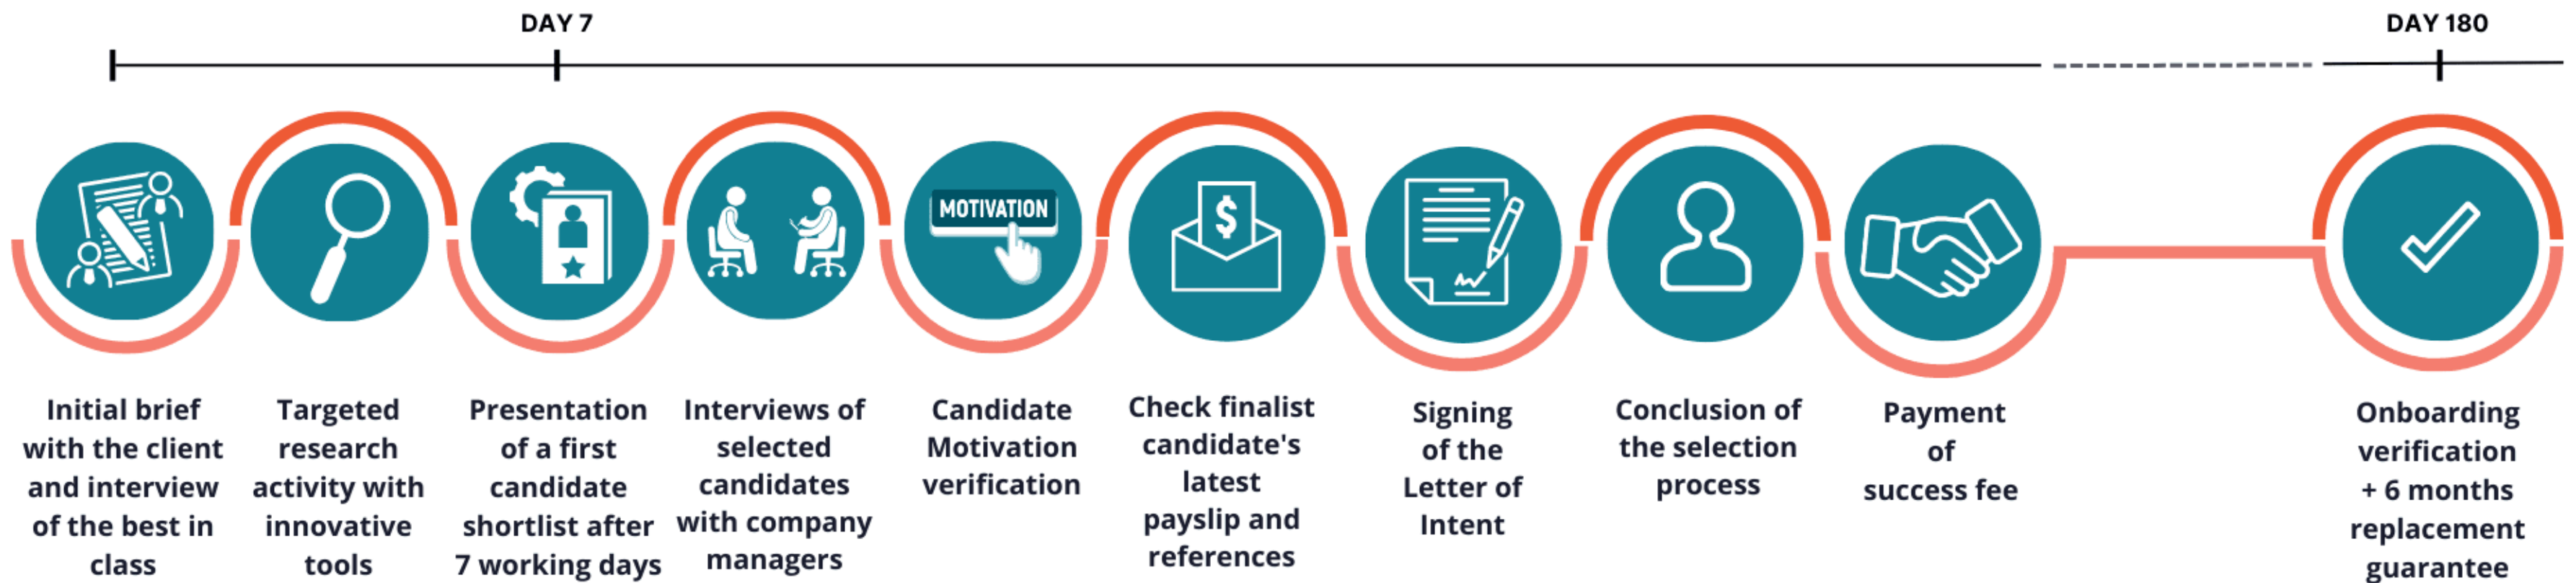 DAY 7
DAY 180
MOTIVATION
$
Initial brief
with the client
and interview
of the best in
class
Targeted
research
activity with
innovative
tools
Presentation
of a first
candidate
shortlist after
7 working days
Interviews of
selected
candidates
with company
managers
Candidate
Motivation
verification
Check finalist
candidate's
latest
payslip and
references
Signing
of the
Letter of
Intent
Conclusion of
the selection
process
Payment
of
success fee
Onboarding
verification
+ 6 months
replacement
guarantee